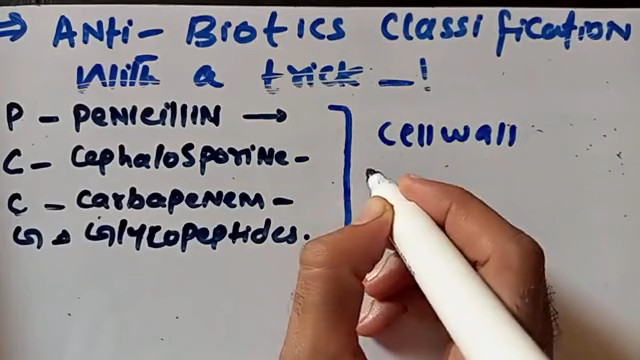 ⇒ Anti-Biotics Classification
With a trick _!
P - Penicillin →
C - Cephalosporine -
C - Carbapenem -
G - Glycopeptides.
Cellwall